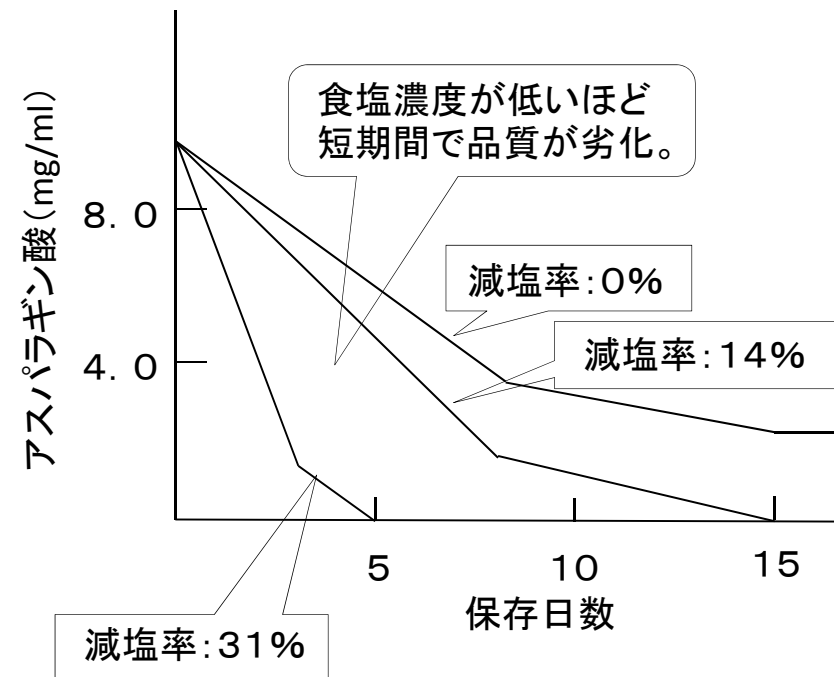 食塩濃度が低いほど
短期間で品質が劣化。
アスパラギン酸(mg/ml)
8.0
4.0
減塩率:0%
減塩率:14%
5
10
15
保存日数
減塩率:31%